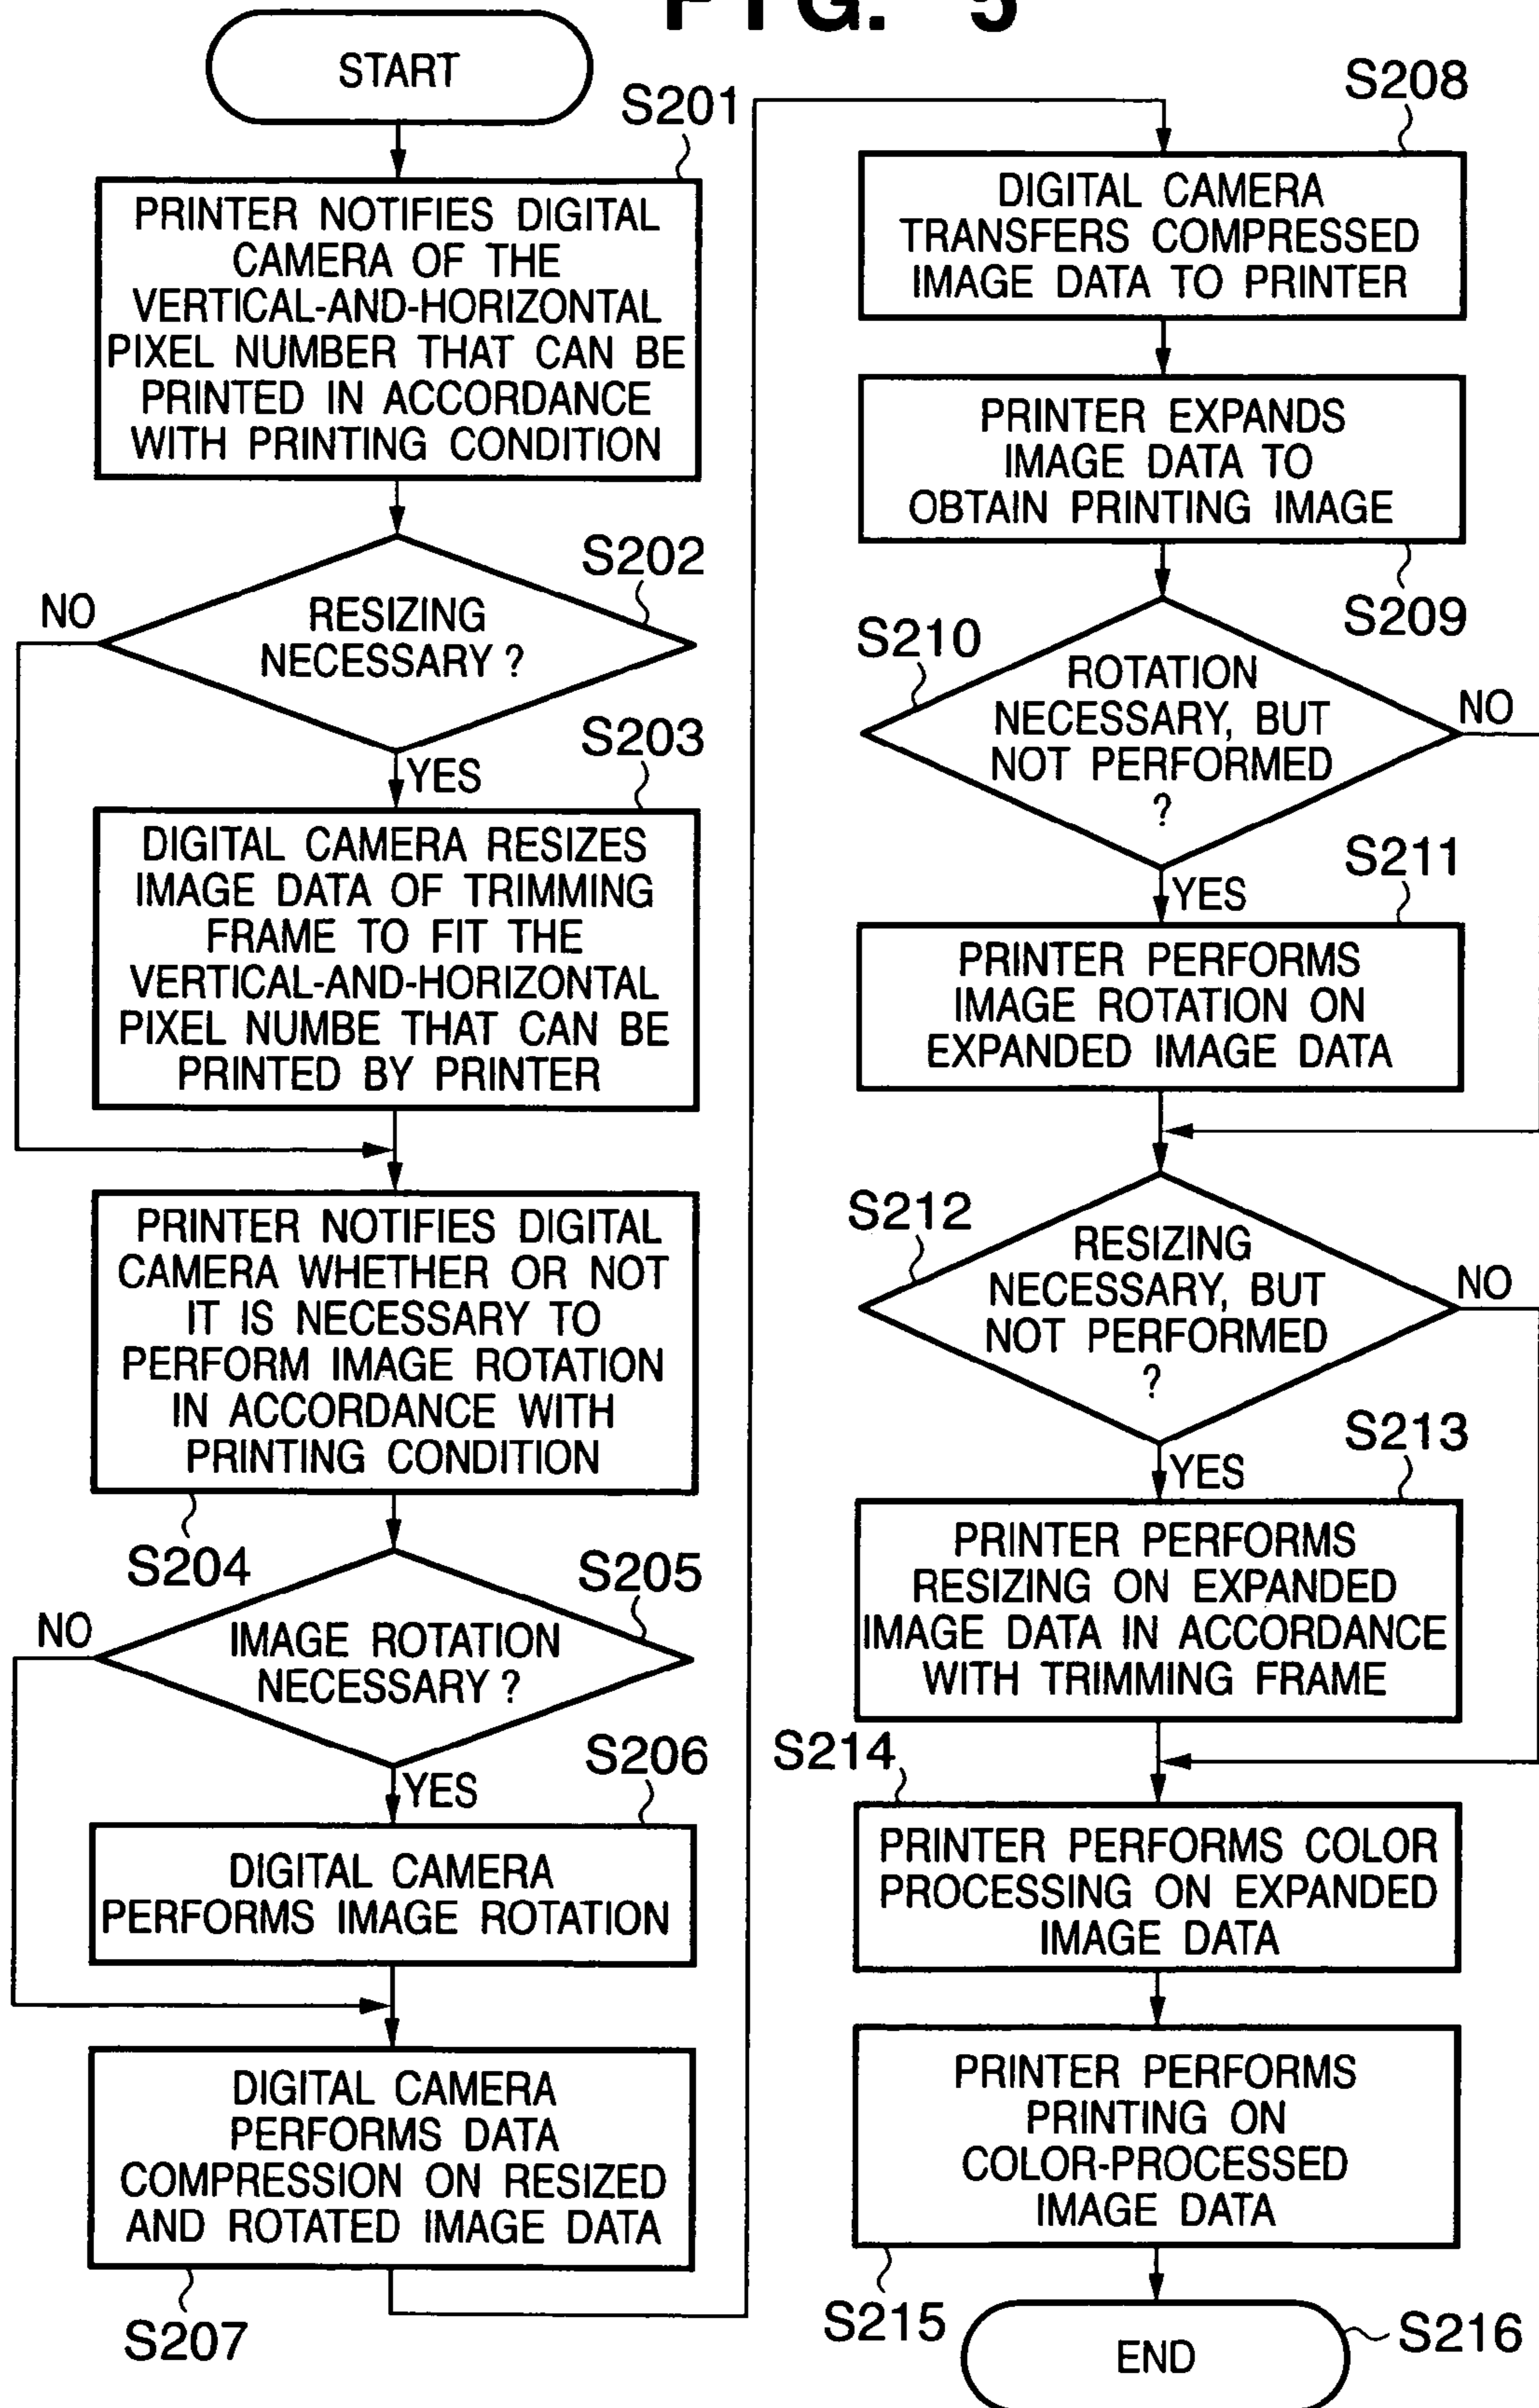 FIG. 5
START
S201
PRINTER NOTIFIES DIGITAL
CAMERA OF THE
VERTICAL-AND-HORIZONTAL
PIXEL NUMBER THAT CAN BE
PRINTED IN ACCORDANCE
WITH PRINTING CONDITION
S202
NO
RESIZING
NECESSARY ?
S203
YES
DIGITAL CAMERA RESIZES
IMAGE DATA OF TRIMMING
FRAME TO FIT THE
VERTICAL-AND-HORIZONTAL
PIXEL NUMBE THAT CAN BE
PRINTED BY PRINTER
PRINTER NOTIFIES DIGITAL
CAMERA WHETHER OR NOT
IT IS NECESSARY TO
PERFORM IMAGE ROTATION
IN ACCORDANCE WITH
PRINTING CONDITION
S204
S205
NO
IMAGE ROTATION
NECESSARY ?
S206
YES
DIGITAL CAMERA
PERFORMS IMAGE ROTATION
DIGITAL CAMERA
PERFORMS DATA
COMPRESSION ON RESIZED
AND ROTATED IMAGE DATA
S207
S208
DIGITAL CAMERA
TRANSFERS COMPRESSED
IMAGE DATA TO PRINTER
PRINTER EXPANDS
IMAGE DATA TO
OBTAIN PRINTING IMAGE
S209
S210
ROTATION
NECESSARY, BUT
NOT PERFORMED
?
NO
S211
YES
PRINTER PERFORMS
IMAGE ROTATION ON
EXPANDED IMAGE DATA
S212
RESIZING
NECESSARY, BUT
NOT PERFORMED
?
NO
S213
YES
PRINTER PERFORMS
RESIZING ON EXPANDED
IMAGE DATA IN ACCORDANCE
WITH TRIMMING FRAME
S214
PRINTER PERFORMS COLOR
PROCESSING ON EXPANDED
IMAGE DATA
PRINTER PERFORMS
PRINTING ON
COLOR-PROCESSED
IMAGE DATA
S215
END
S216